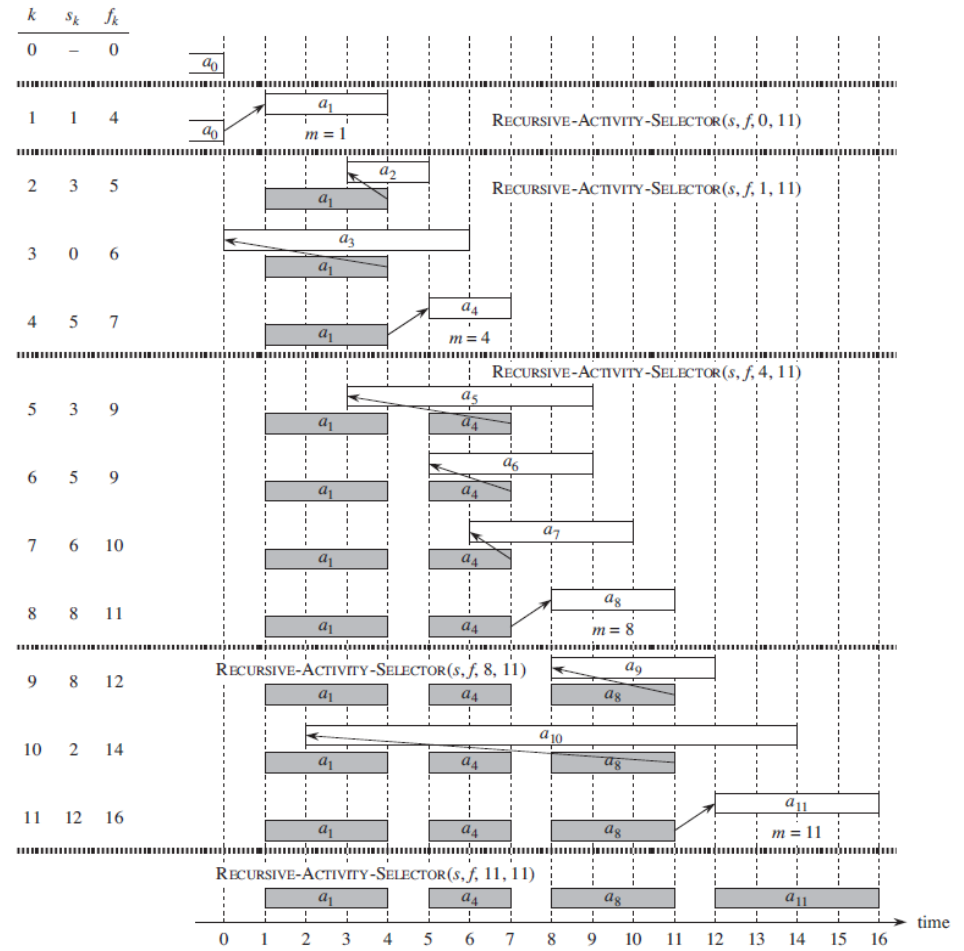 k s_k f_k
0 – 0
a_0
a_1
1 1 4
RECURSIVE-ACTIVITY-SELECTOR(s, f, 0, 11)
a_0
m = 1
a_2
2 3 5
RECURSIVE-ACTIVITY-SELECTOR(s, f, 1, 11)
a_1
a_3
3 0 6
a_1
a_4
4 5 7
a_1
m = 4
RECURSIVE-ACTIVITY-SELECTOR(s, f, 4, 11)
a_5
5 3 9
a_1 a_4
a_6
6 5 9
a_1 a_4
a_7
7 6 10
a_1 a_4
a_8
8 8 11
a_1 a_4
m = 8
RECURSIVE-ACTIVITY-SELECTOR(s, f, 8, 11)
a_9
9 8 12
a_1 a_4 a_8
a_10
10 2 14
a_1 a_4 a_8
a_11
11 12 16
a_1 a_4 a_8
m = 11
RECURSIVE-ACTIVITY-SELECTOR(s, f, 11, 11)
a_1 a_4 a_8 a_11
time
0 1 2 3 4 5 6 7 8 9 10 11 12 13 14 15 16